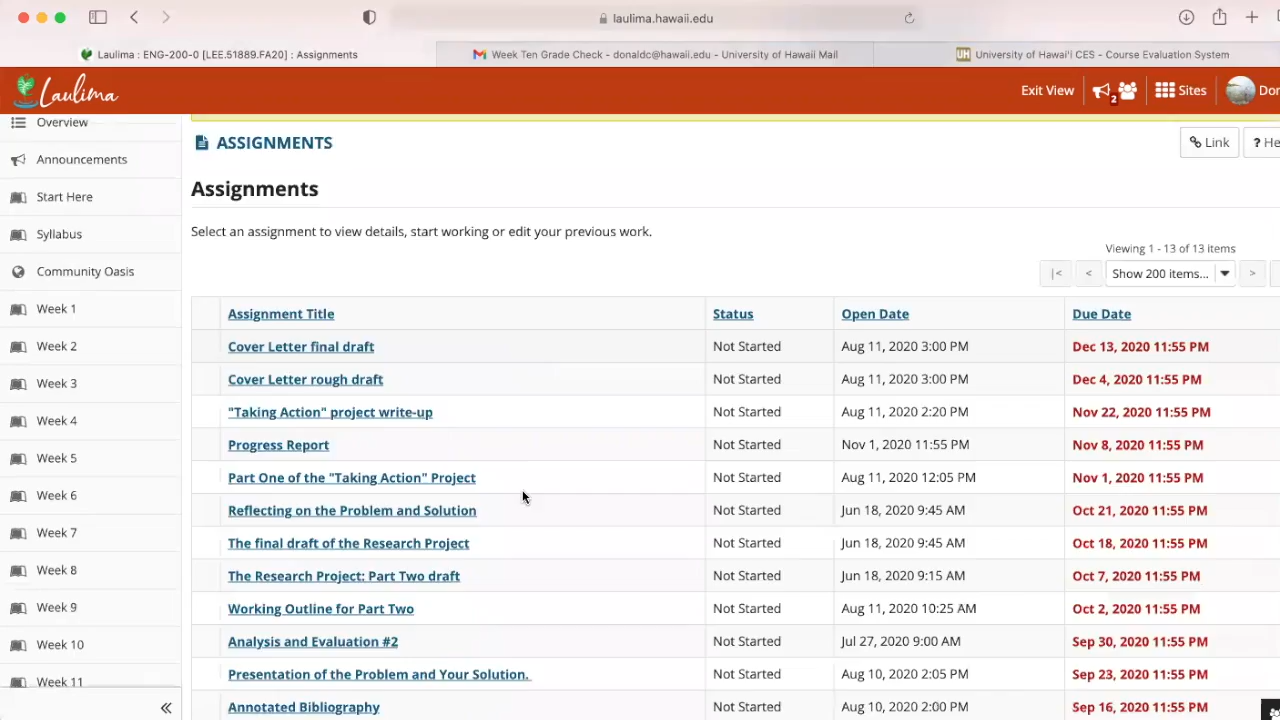 laulima.hawaii.edu
Laulima : ENG-200-0 [LEE.51889.FA20] : Assignments
Week Ten Grade Check - donaldc@hawaii.edu - University of Hawaii Mail
UH University of Hawai'i CES - Course Evaluation System
Laulima
Exit View
2
Sites
Overview
Announcements
Start Here
Syllabus
Community Oasis
Week 1
Week 2
Week 3
Week 4
Week 5
Week 6
Week 7
Week 8
Week 9
Week 10
Week 11
ASSIGNMENTS
Link
Assignments
Select an assignment to view details, start working or edit your previous work.
Viewing 1 - 13 of 13 items
|< < Show 200 items... >
Assignment Title Status Open Date Due Date
Cover Letter final draft Not Started Aug 11, 2020 3:00 PM Dec 13, 2020 11:55 PM
Cover Letter rough draft Not Started Aug 11, 2020 3:00 PM Dec 4, 2020 11:55 PM
"Taking Action" project write-up Not Started Aug 11, 2020 2:20 PM Nov 22, 2020 11:55 PM
Progress Report Not Started Nov 1, 2020 11:55 PM Nov 8, 2020 11:55 PM
Part One of the "Taking Action" Project Not Started Aug 11, 2020 12:05 PM Nov 1, 2020 11:55 PM
Reflecting on the Problem and Solution Not Started Jun 18, 2020 9:45 AM Oct 21, 2020 11:55 PM
The final draft of the Research Project Not Started Jun 18, 2020 9:45 AM Oct 18, 2020 11:55 PM
The Research Project: Part Two draft Not Started Jun 18, 2020 9:15 AM Oct 7, 2020 11:55 PM
Working Outline for Part Two Not Started Aug 11, 2020 10:25 AM Oct 2, 2020 11:55 PM
Analysis and Evaluation #2 Not Started Jul 27, 2020 9:00 AM Sep 30, 2020 11:55 PM
Presentation of the Problem and Your Solution. Not Started Aug 10, 2020 2:05 PM Sep 23, 2020 11:55 PM
Annotated Bibliography Not Started Aug 10, 2020 2:00 PM Sep 16, 2020 11:55 PM